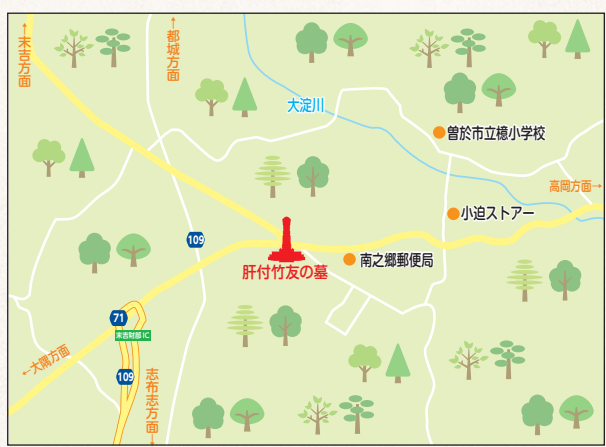 ←末吉方面
←都城方面
大淀川
曽於市立檍小学校
高岡方面→
小迫ストアー
109
肝付竹友の墓
南之郷郵便局
71
末吉財部IC
←大隅方面
109
志布志方面→